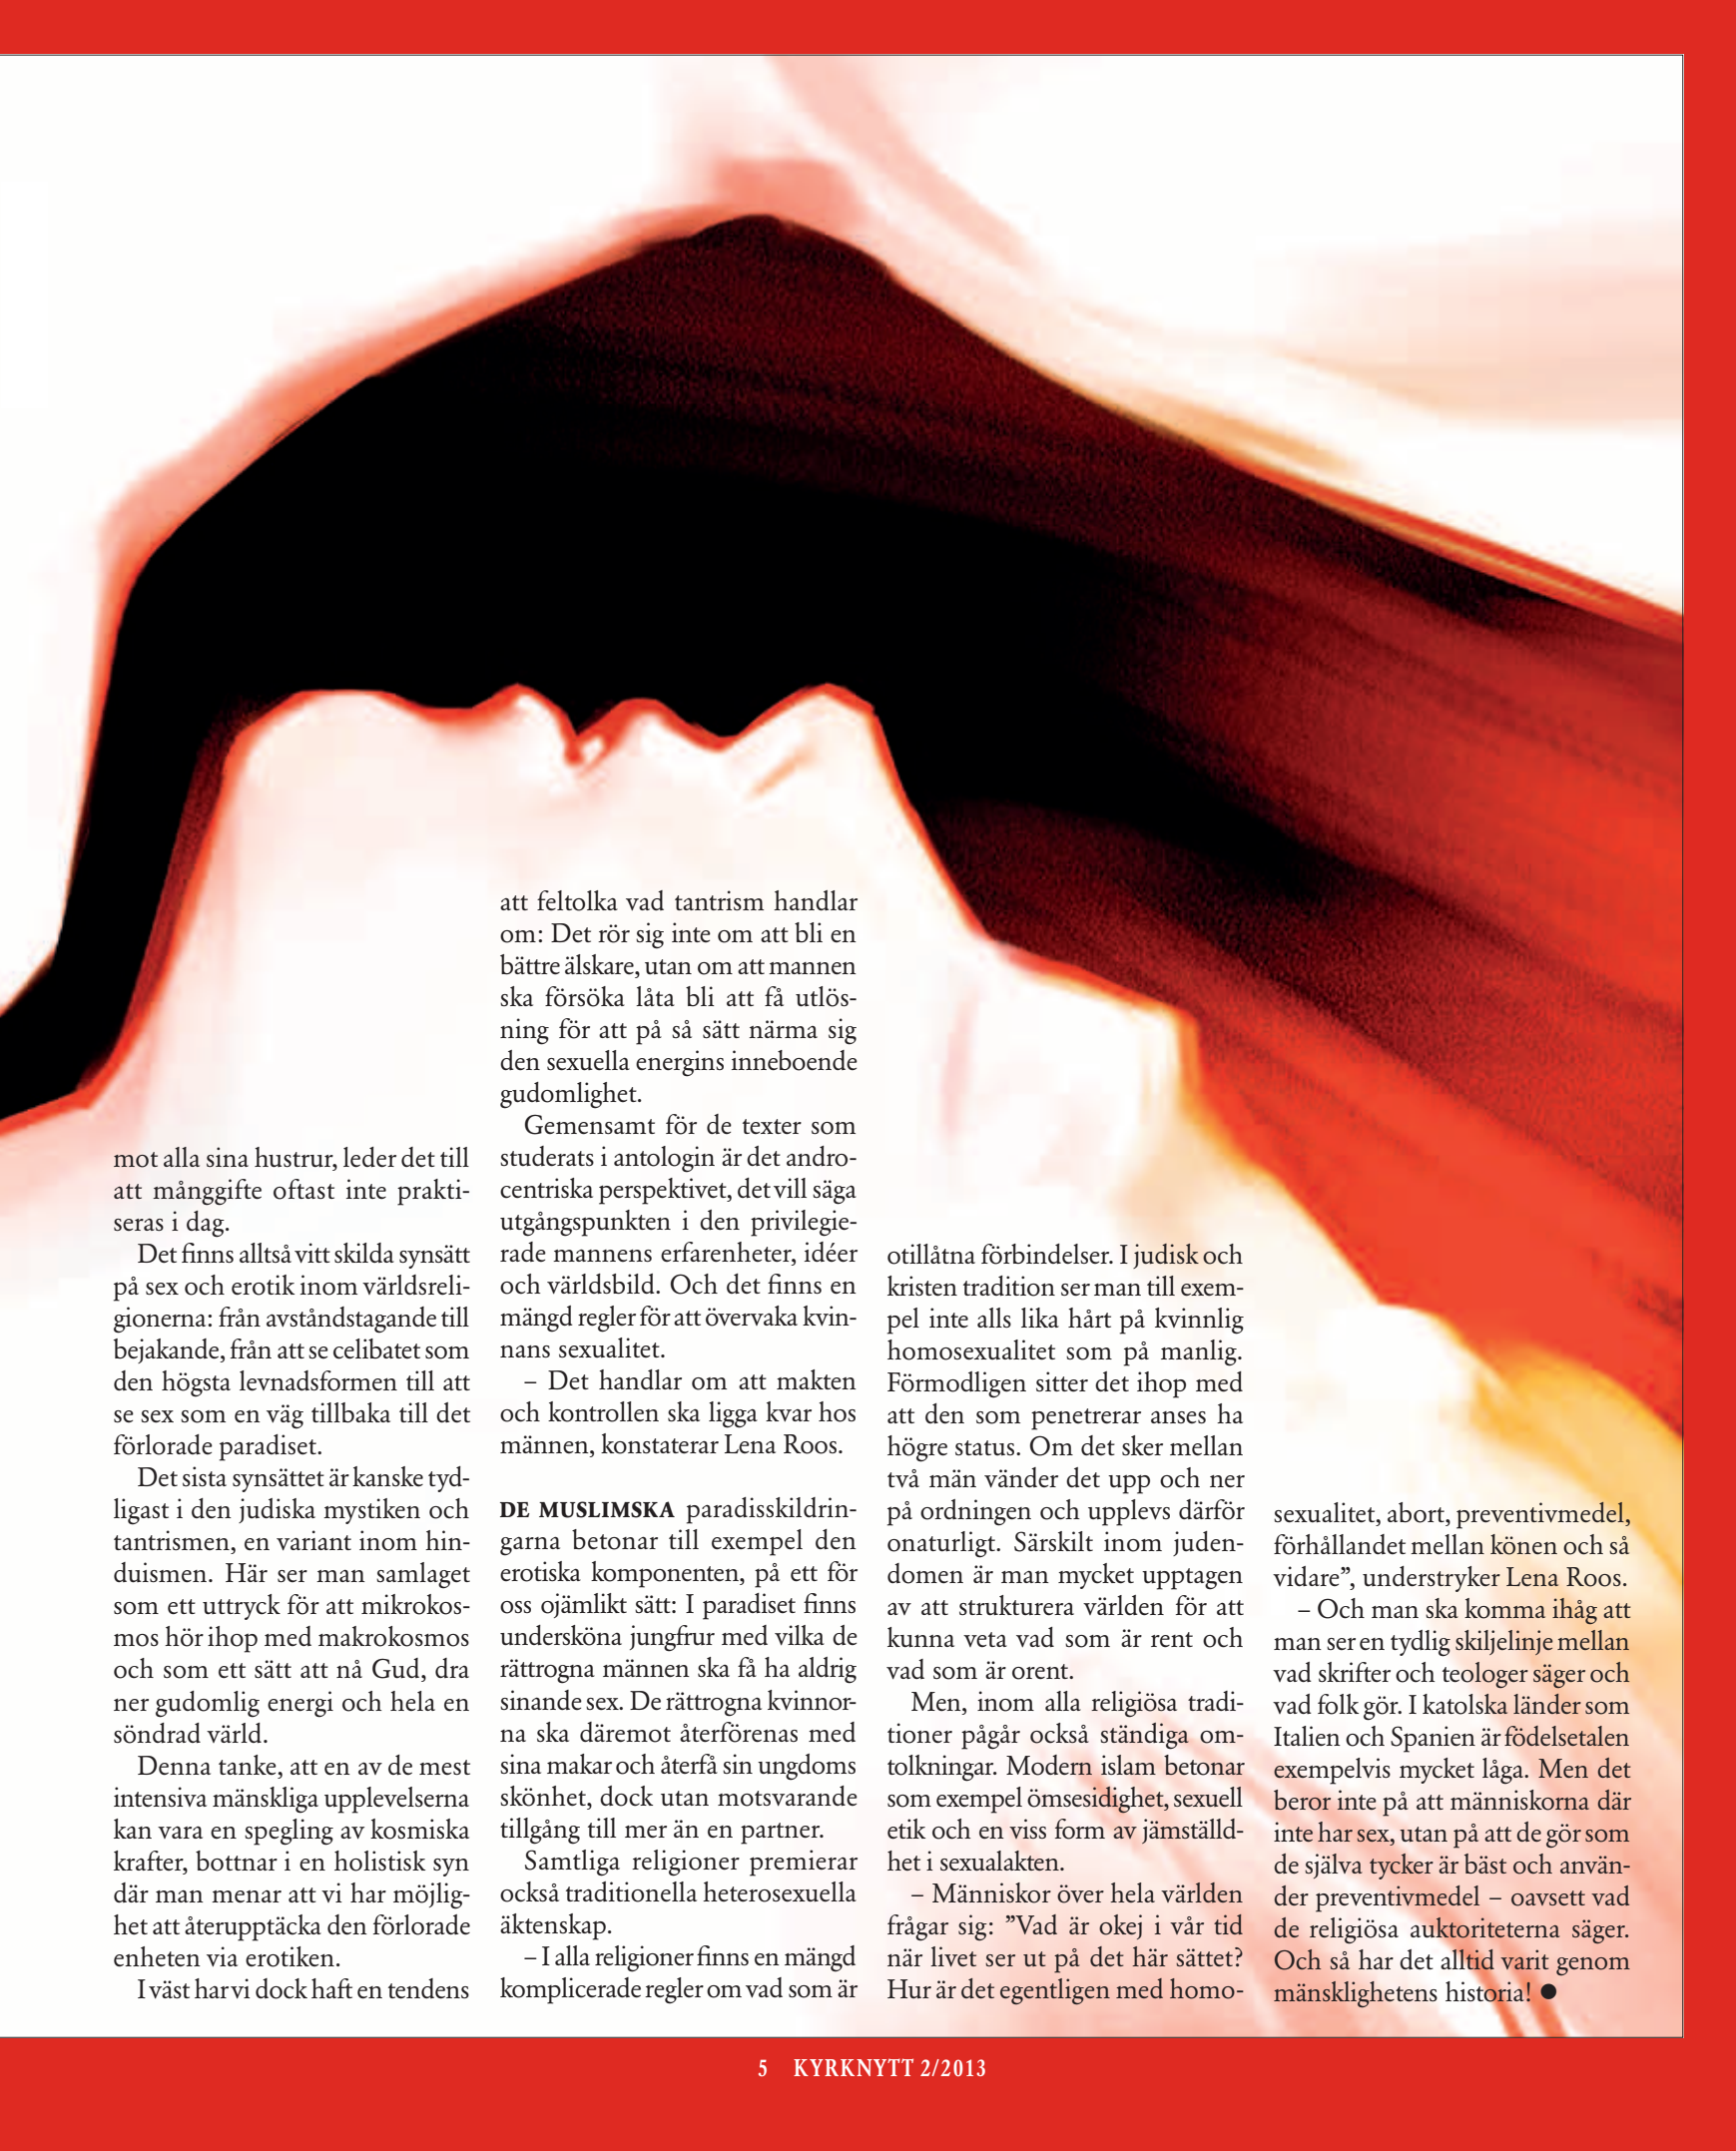 mot alla sina hustrur, leder det till
att månggifte oftast inte prakti-
seras i dag.
Det finns alltså vitt skilda synsätt
på sex och erotik inom världsreli-
gionerna: från avståndstagande till
bejakande, från att se celibatet som
den högsta levnadsformen till att
se sex som en väg tillbaka till det
förlorade paradiset.
Det sista synsättet är kanske tyd-
ligast i den judiska mystiken och
tantrismen, en variant inom hin-
duismen. Här ser man samlaget
som ett uttryck för att mikrokos-
mos hör ihop med makrokosmos
och som ett sätt att nå Gud, dra
ner gudomlig energi och hela en
söndrad värld.
Denna tanke, att en av de mest
intensiva mänskliga upplevelserna
kan vara en spegling av kosmiska
krafter, bottnar i en holistisk syn
där man menar att vi har möjlig-
het att återupptäcka den förlorade
enheten via erotiken.
I väst har vi dock haft en tendens
att feltolka vad tantrism handlar
om: Det rör sig inte om att bli en
bättre älskare, utan om att mannen
ska försöka låta bli att få utlös-
ning för att på så sätt närma sig
den sexuella energins inneboende
gudomlighet.
Gemensamt för de texter som
studerats i antologin är det andro-
centriska perspektivet, det vill säga
utgångspunkten i den privilegie-
rade mannens erfarenheter, idéer
och världsbild. Och det finns en
mängd regler för att övervaka kvin-
nans sexualitet.
– Det handlar om att makten
och kontrollen ska ligga kvar hos
männen, konstaterar Lena Roos.
DE MUSLIMSKA paradisskildrin-
garna betonar till exempel den
erotiska komponenten, på ett för
oss ojämlikt sätt: I paradiset finns
undersköna jungfrur med vilka de
rättrogna männen ska få ha aldrig
sinande sex. De rättrogna kvinnor-
na ska däremot återförenas med
sina makar och återfå sin ungdoms
skönhet, dock utan motsvarande
tillgång till mer än en partner.
Samtliga religioner premierar
också traditionella heterosexuella
äktenskap.
– I alla religioner finns en mängd
komplicerade regler om vad som är
otillåtna förbindelser. I judisk och
kristen tradition ser man till exem-
pel inte alls lika hårt på kvinnlig
homosexualitet som på manlig.
Förmodligen sitter det ihop med
att den som penetrerar anses ha
högre status. Om det sker mellan
två män vänder det upp och ner
på ordningen och upplevs därför
onaturligt. Särskilt inom juden-
domen är man mycket upptagen
av att strukturera världen för att
kunna veta vad som är rent och
vad som är orent.
Men, inom alla religiösa tradi-
tioner pågår också ständiga om-
tolkningar. Modern islam betonar
som exempel ömsesidighet, sexuell
etik och en viss form av jämställd-
het i sexualakten.
– Människor över hela världen
frågar sig: ”Vad är okej i vår tid
när livet ser ut på det här sättet?
Hur är det egentligen med homo-
sexualitet, abort, preventivmedel,
förhållandet mellan könen och så
vidare”, understryker Lena Roos.
– Och man ska komma ihåg att
man ser en tydlig skiljelinje mellan
vad skrifter och teologer säger och
vad folk gör. I katolska länder som
Italien och Spanien är födelsetalen
exempelvis mycket låga. Men det
beror inte på att människorna där
inte har sex, utan på att de gör som
de själva tycker är bäst och använ-
der preventivmedel – oavsett vad
de religiösa auktoriteterna säger.
Och så har det alltid varit genom
mänsklighetens historia! ●
5 KYRKNYTT 2/2013